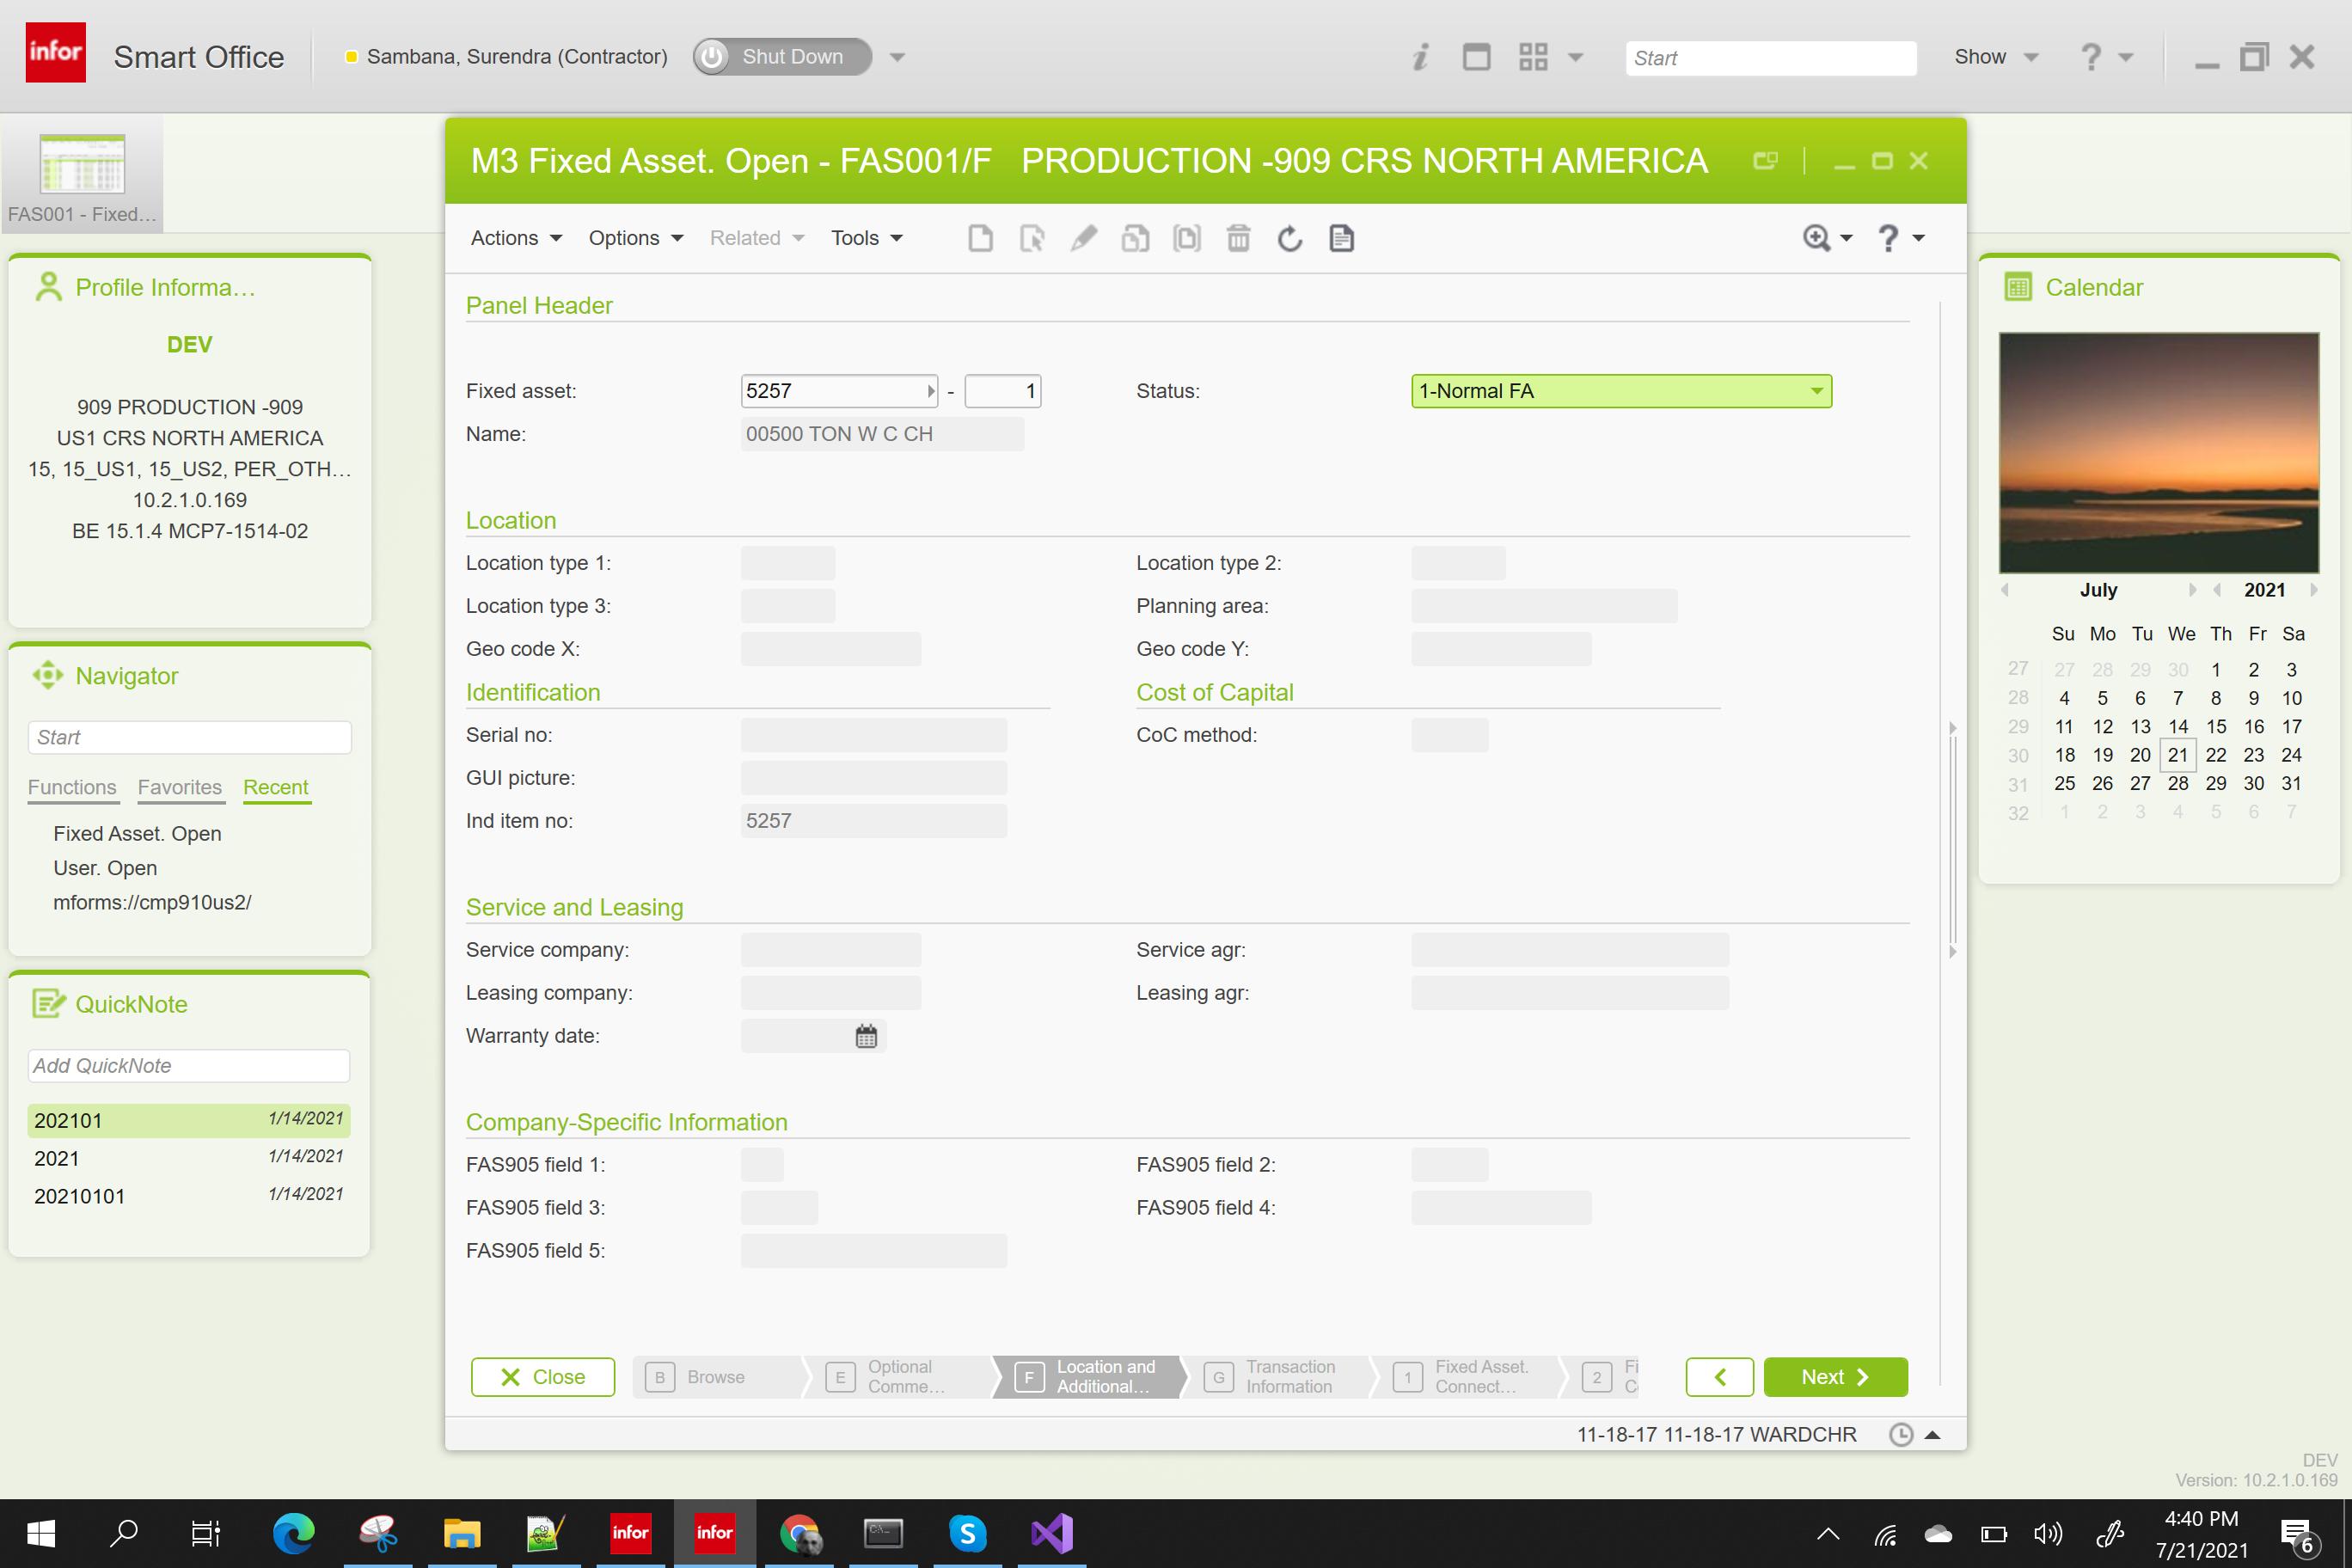 infor Smart Office Sambana, Surendra (Contractor) Shut Down Start Show ?
FAS001 - Fixed...
M3 Fixed Asset. Open - FAS001/F PRODUCTION -909 CRS NORTH AMERICA
Actions Options Related Tools ?
Profile Informa...
DEV
909 PRODUCTION -909
US1 CRS NORTH AMERICA
15, 15_US1, 15_US2, PER_OTH...
10.2.1.0.169
BE 15.1.4 MCP7-1514-02
Navigator
Start
Functions Favorites Recent
Fixed Asset. Open
User. Open
mforms://cmp910us2/
QuickNote
Add QuickNote
202101 1/14/2021
2021 1/14/2021
20210101 1/14/2021
Panel Header
Fixed asset: 5257 - 1 Status: 1-Normal FA
Name: 00500 TON W C CH
Location
Location type 1: Location type 2:
Location type 3: Planning area:
Geo code X: Geo code Y:
Identification Cost of Capital
Serial no: CoC method:
GUI picture:
Ind item no: 5257
Service and Leasing
Service company: Service agr:
Leasing company: Leasing agr:
Warranty date:
Company-Specific Information
FAS905 field 1: FAS905 field 2:
FAS905 field 3: FAS905 field 4:
FAS905 field 5:
Close B Browse E Optional Comme... F Location and Additional... G Transaction Information 1 Fixed Asset. Connect... 2 Fi C Next
11-18-17 11-18-17 WARDCHR
Calendar
July 2021
Su Mo Tu We Th Fr Sa
27 27 28 29 30 1 2 3
28 4 5 6 7 8 9 10
29 11 12 13 14 15 16 17
30 18 19 20 21 22 23 24
31 25 26 27 28 29 30 31
32 1 2 3 4 5 6 7
DEV
Version: 10.2.1.0.169
infor infor S
4:40 PM
7/21/2021
6